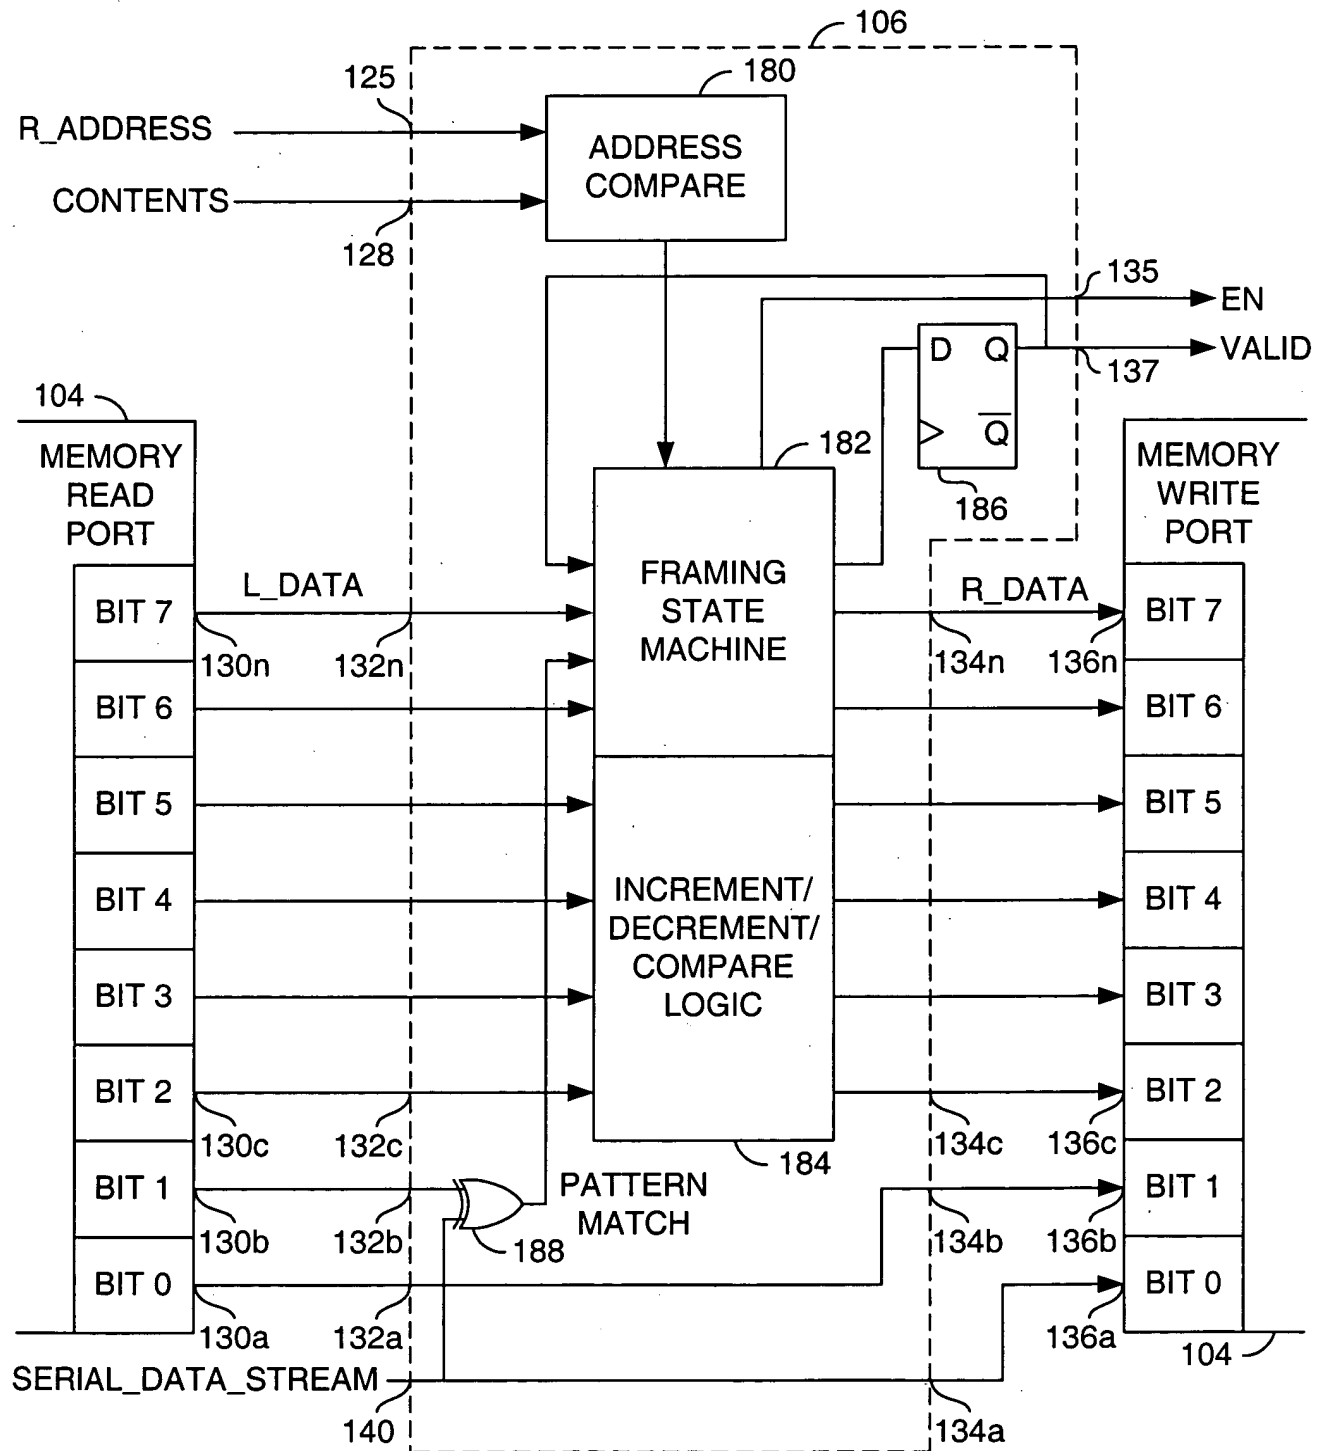 106
125
180
R_ADDRESS
ADDRESS
COMPARE
CONTENTS
128
135
EN
D Q
VALID
137
Q
104
182
186
MEMORY
READ
PORT
MEMORY
WRITE
PORT
FRAMING
STATE
MACHINE
L_DATA
R_DATA
BIT 7
130n
132n
134n
136n
BIT 7
BIT 6
BIT 6
BIT 5
BIT 5
BIT 4
BIT 4
INCREMENT/
DECREMENT/
COMPARE
LOGIC
BIT 3
BIT 3
BIT 2
130c
132c
134c
136c
BIT 2
184
BIT 1
130b
132b
188
PATTERN
MATCH
134b
136b
BIT 1
BIT 0
130a
132a
136a
BIT 0
104
SERIAL_DATA_STREAM
140
134a